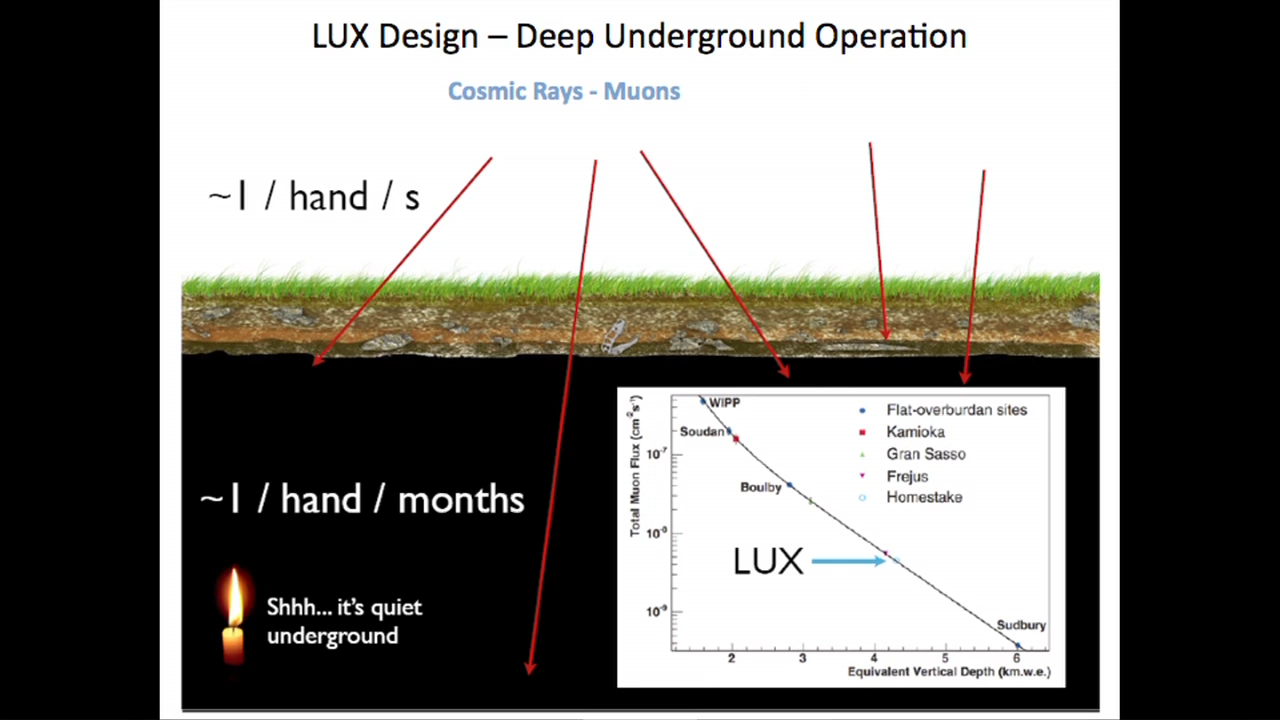 LUX Design – Deep Underground Operation
Cosmic Rays - Muons
~1 / hand / s
~1 / hand / months
Shhh... it's quiet
underground
Total Muon Flux (cm⁻²s⁻¹)
10⁻⁷
10⁻⁸
10⁻⁹
WIPP
Soudan
Boulby
LUX
Sudbury
Flat-overburdan sites
Kamioka
Gran Sasso
Frejus
Homestake
2 3 4 5 6
Equivalent Vertical Depth (km.w.e.)